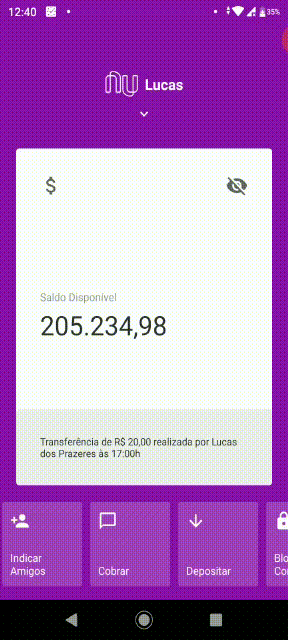 12:40
35%
nu Lucas
$
Saldo Disponível
205.234,98
Transferência de R$ 20,00 realizada por Lucas
dos Prazeres às 17:00h
Indicar
Amigos
Cobrar
Depositar
Blo
Co